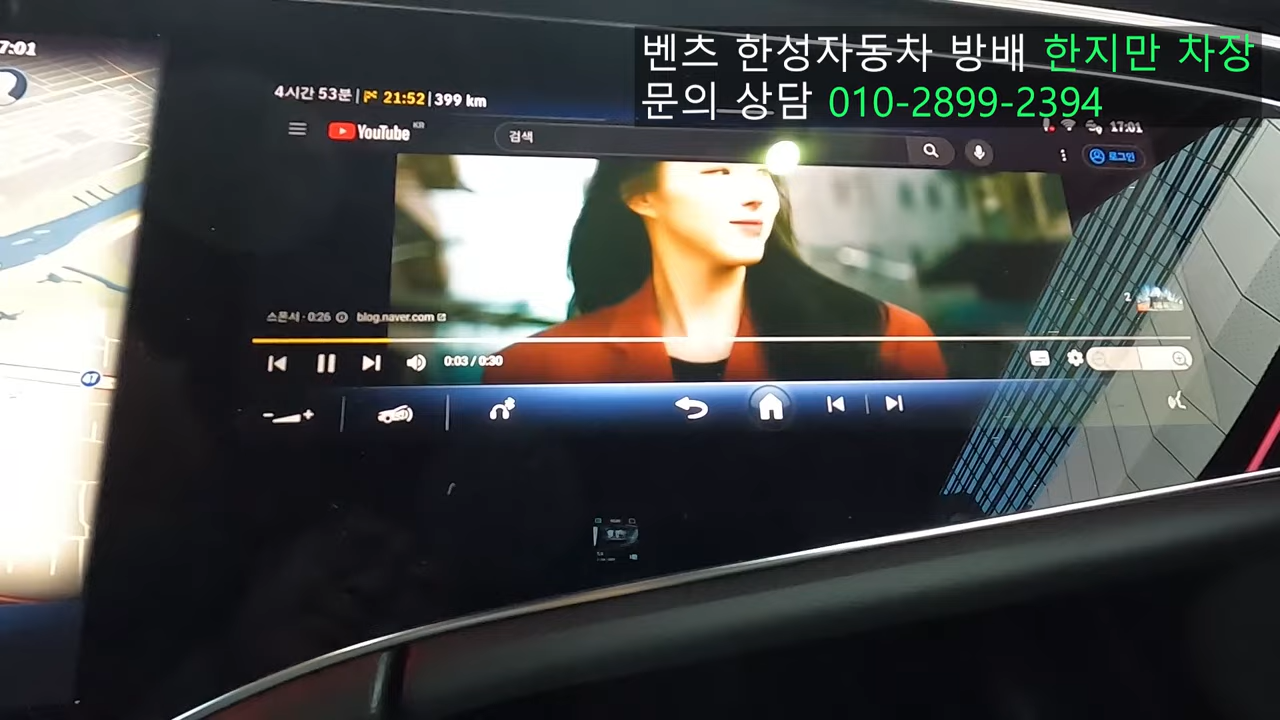 벤츠 한성자동차 방배 한지만 차장
문의 상담 010-2899-2394
7:01
4시간 53분 | 21:52 | 399 km
17:01
YouTube KR
검색
로그인
스폰서 · 0:26 blog.naver.com
2
0:03 / 0:30
47